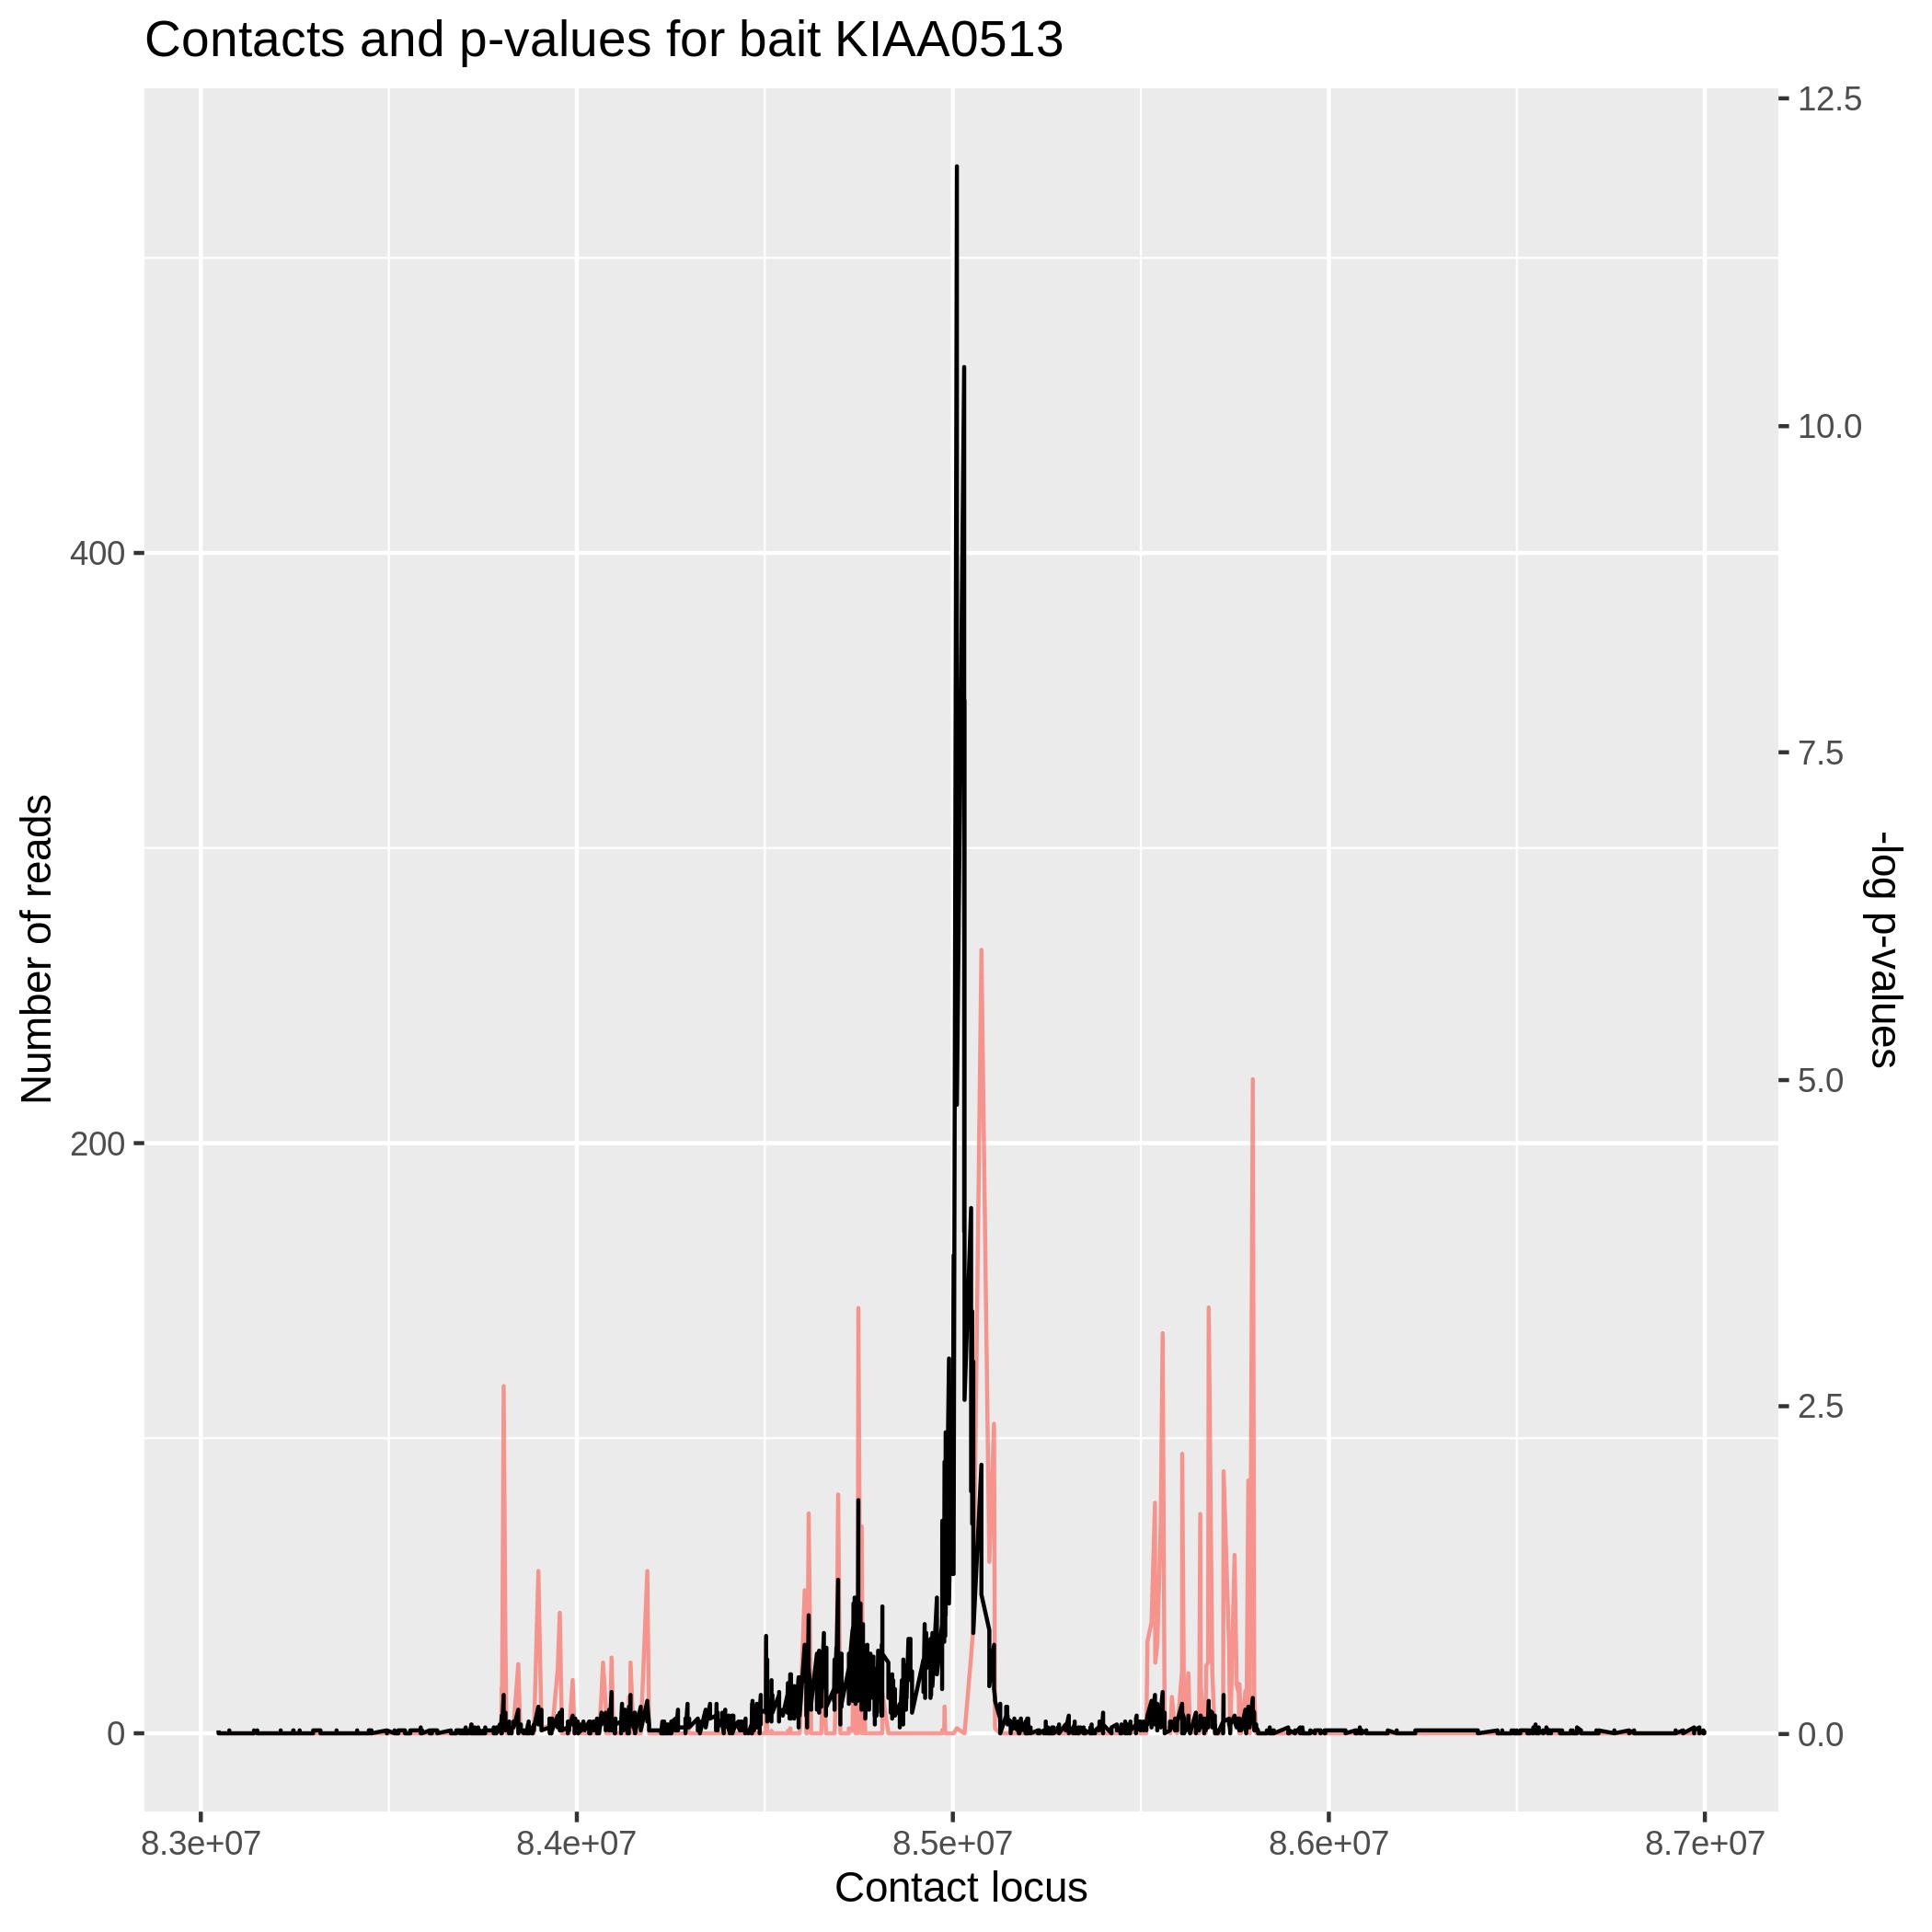 Contacts and p-values for bait KIAA0513
Number of reads
400
200
0
12.5
10.0
7.5
5.0
2.5
0.0
-log p-values
8.3e+07 8.4e+07 8.5e+07 8.6e+07 8.7e+07
Contact locus